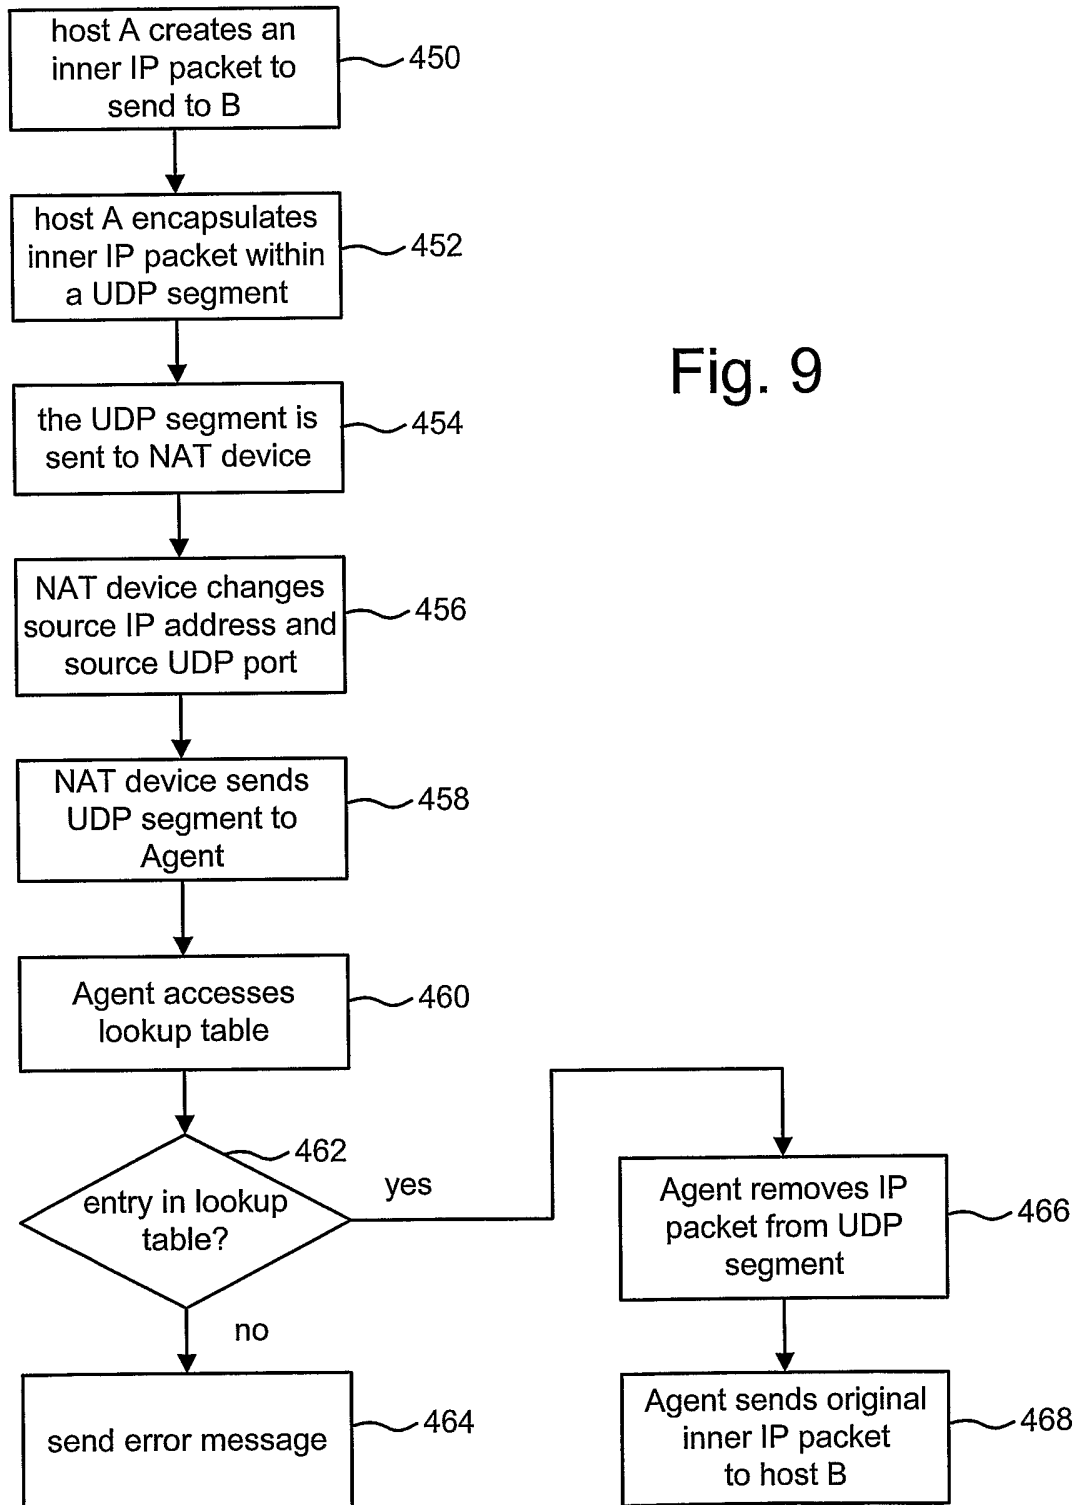 host A creates an
inner IP packet to
send to B
450
host A encapsulates
inner IP packet within
a UDP segment
452
Fig. 9
the UDP segment is
sent to NAT device
454
NAT device changes
source IP address and
source UDP port
456
NAT device sends
UDP segment to
Agent
458
Agent accesses
lookup table
460
entry in lookup
table?
462
yes
no
send error message
464
Agent removes IP
packet from UDP
segment
466
Agent sends original
inner IP packet
to host B
468